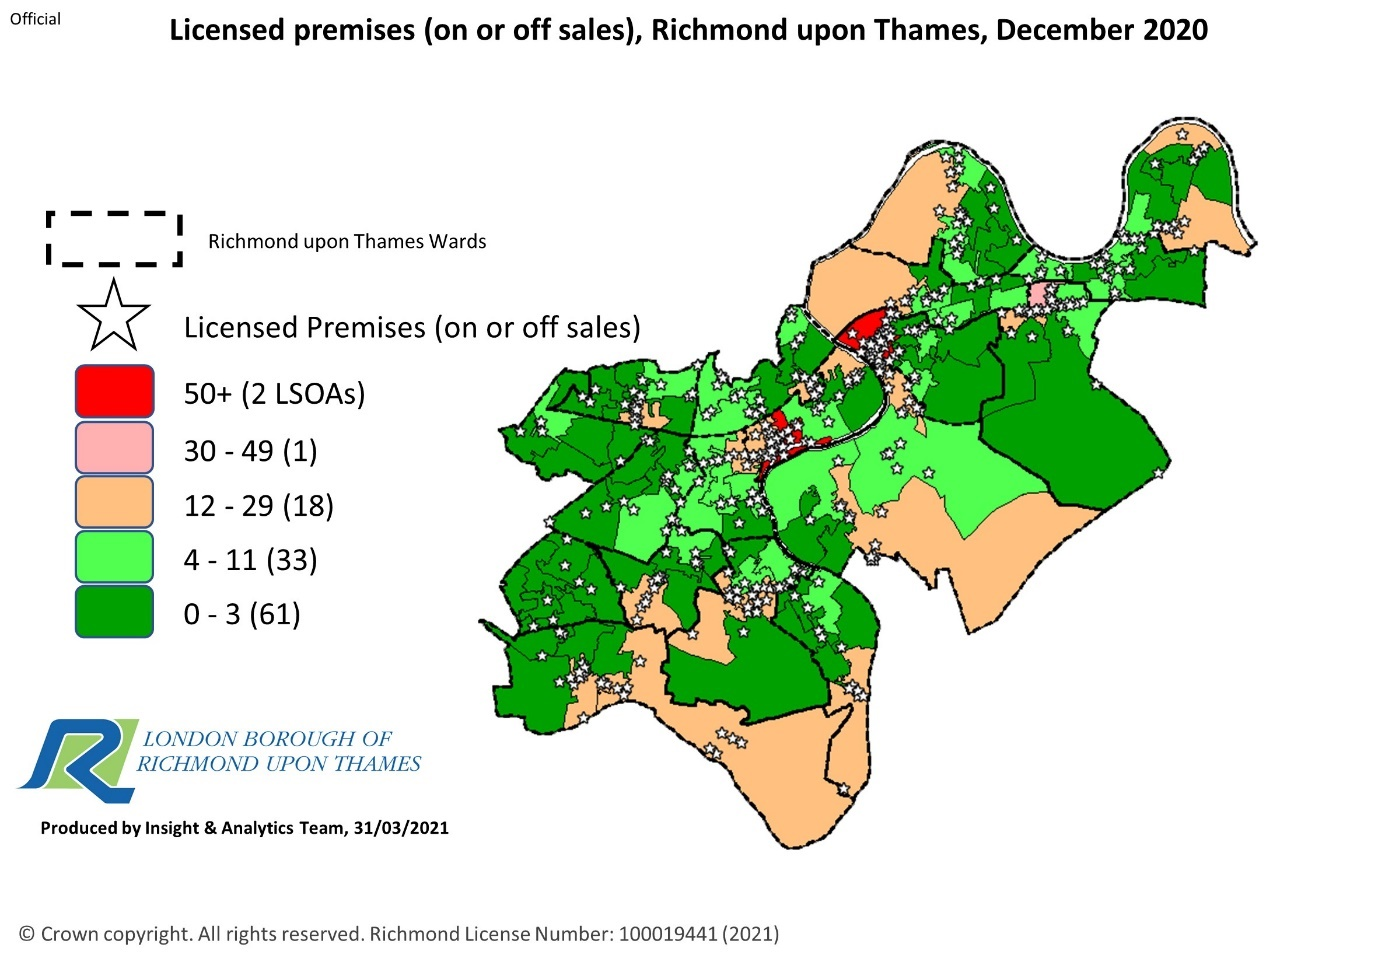 Official
Licensed premises (on or off sales), Richmond upon Thames, December 2020
Richmond upon Thames Wards
Licensed Premises (on or off sales)
50+ (2 LSOAs)
30 - 49 (1)
12 - 29 (18)
4 - 11 (33)
0 - 3 (61)
LONDON BOROUGH OF
RICHMOND UPON THAMES
Produced by Insight & Analytics Team, 31/03/2021
© Crown copyright. All rights reserved. Richmond License Number: 100019441 (2021)